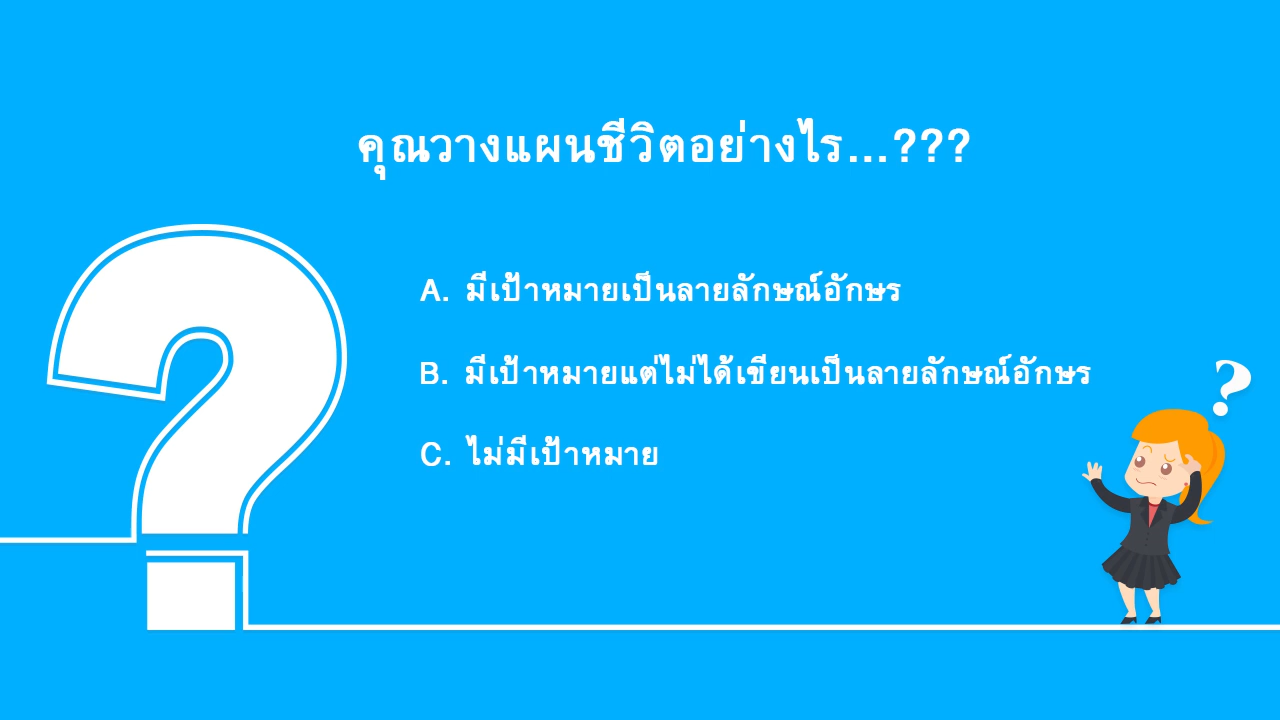 คุณวางแผนชีวิตอย่างไร...???
A. มีเป้าหมายเป็นลายลักษณ์อักษร
B. มีเป้าหมายแต่ไม่ได้เขียนเป็นลายลักษณ์อักษร
C. ไม่มีเป้าหมาย